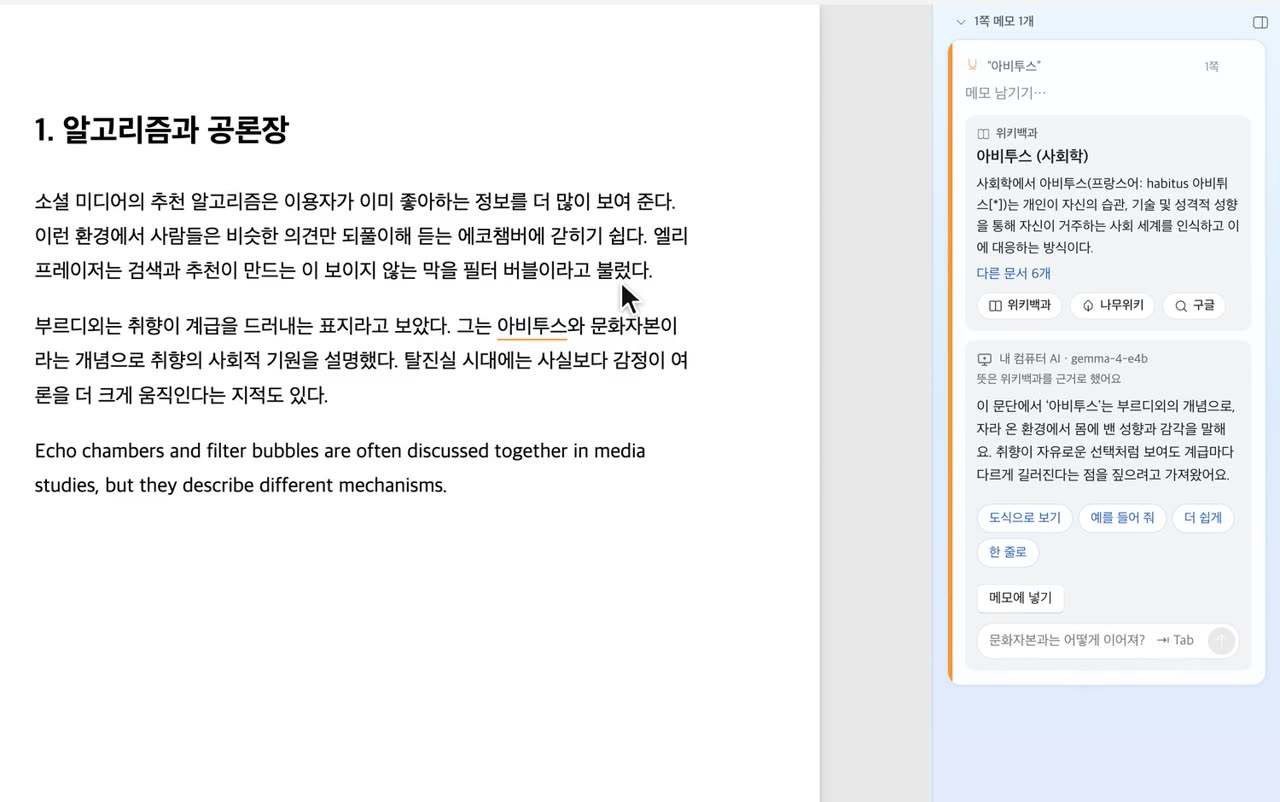 1. 알고리즘과 공론장
소셜 미디어의 추천 알고리즘은 이용자가 이미 좋아하는 정보를 더 많이 보여 준다.
이런 환경에서 사람들은 비슷한 의견만 되풀이해 듣는 에코챔버에 갇히기 쉽다. 엘리
프레이저는 검색과 추천이 만드는 이 보이지 않는 막을 필터 버블이라고 불렀다.
부르디외는 취향이 계급을 드러내는 표지라고 보았다. 그는 아비투스와 문화자본이
라는 개념으로 취향의 사회적 기원을 설명했다. 탈진실 시대에는 사실보다 감정이 여
론을 더 크게 움직인다는 지적도 있다.
Echo chambers and filter bubbles are often discussed together in media
studies, but they describe different mechanisms.
1쪽 메모 1개
“아비투스” 1쪽
메모 남기기…
위키백과
아비투스 (사회학)
사회학에서 아비투스(프랑스어: habitus 아비튀
스[*])는 개인이 자신의 습관, 기술 및 성격적 성향
을 통해 자신이 거주하는 사회 세계를 인식하고 이
에 대응하는 방식이다.
다른 문서 6개
위키백과 나무위키 구글
내 컴퓨터 AI · gemma-4-e4b
뜻은 위키백과를 근거로 했어요
이 문단에서 ‘아비투스’는 부르디외의 개념으로,
자라 온 환경에서 몸에 밴 성향과 감각을 말해
요. 취향이 자유로운 선택처럼 보여도 계급마다
다르게 길러진다는 점을 짚으려고 가져왔어요.
도식으로 보기 예를 들어 줘 더 쉽게
한 줄로
메모에 넣기
문화자본과는 어떻게 이어져? Tab